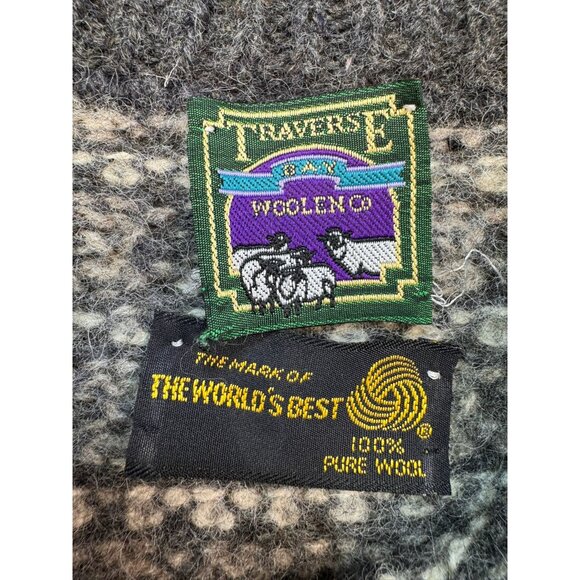 TRAVERSE
BAY
WOOLEN CO
THE MARK OF
THE WORLD'S BEST
®
100%
PURE WOOL